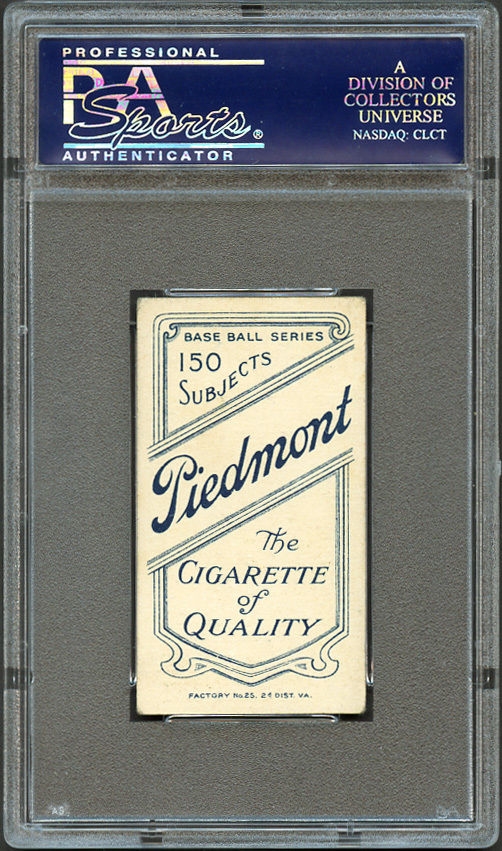 PROFESSIONAL
PSA
Sports®
AUTHENTICATOR
A
DIVISION OF
COLLECTORS
UNIVERSE
NASDAQ: CLCT
BASE BALL SERIES
150
SUBJECTS
Piedmont
The
CIGARETTE
of
QUALITY
FACTORY No 25, 2d DIST. VA.